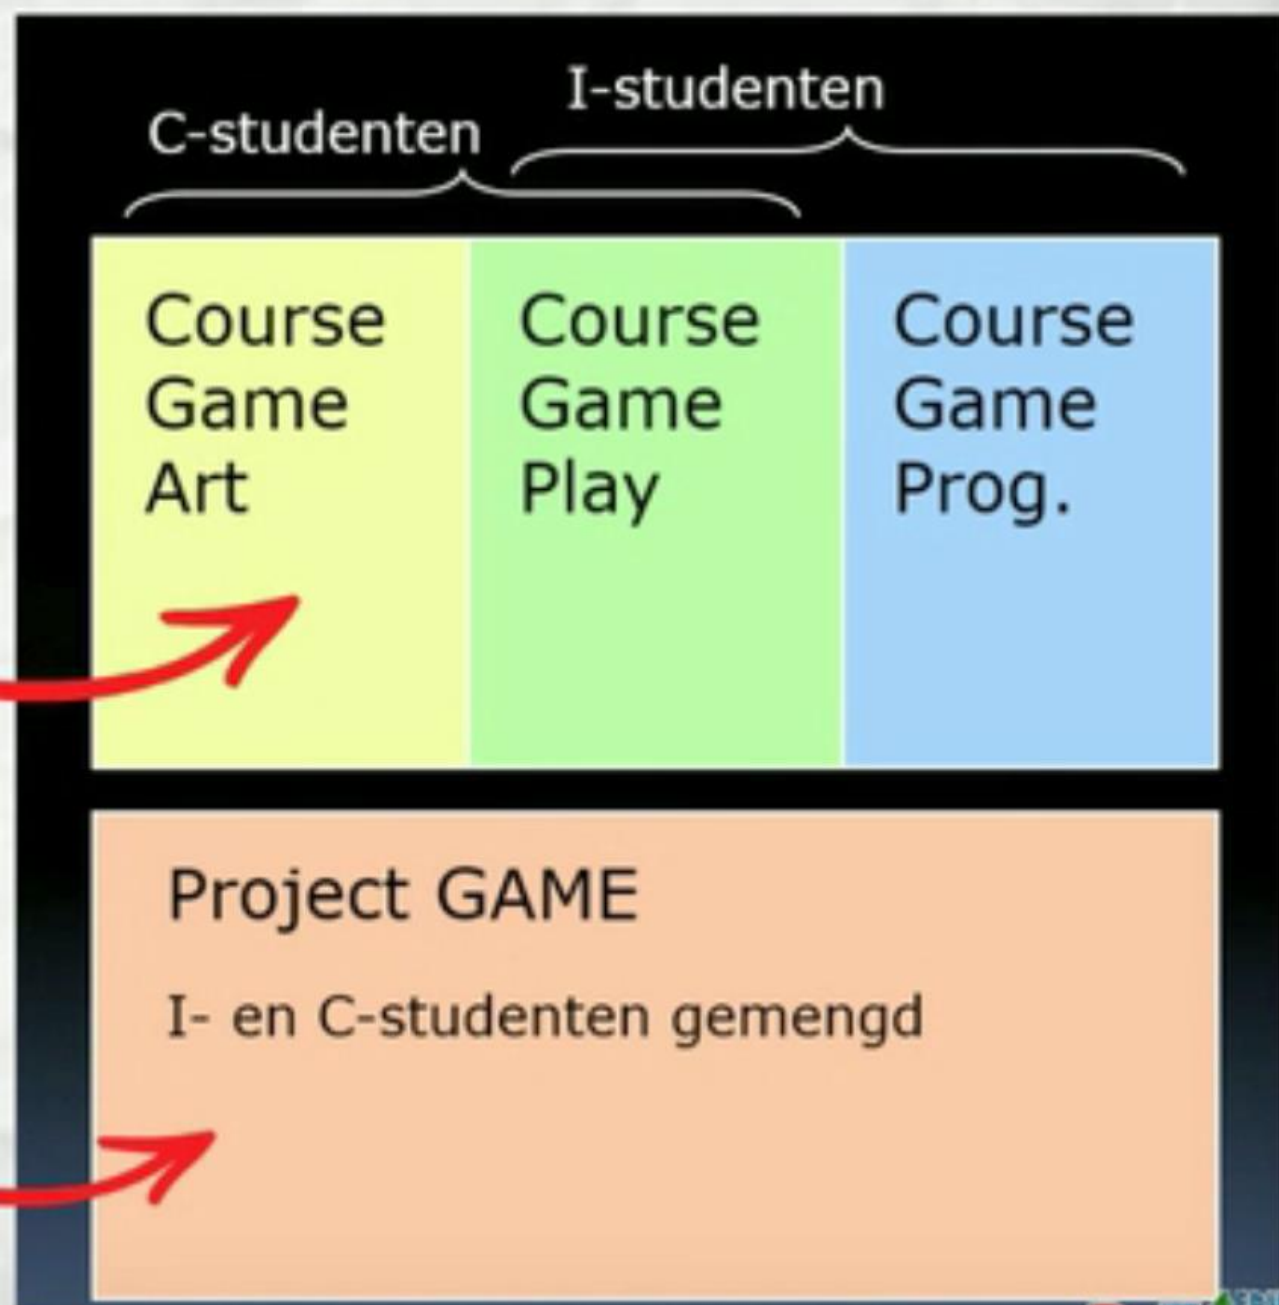 I-studenten
C-studenten
Course
Game
Art
Course
Game
Play
Course
Game
Prog.
Project GAME
I- en C-studenten gemengd